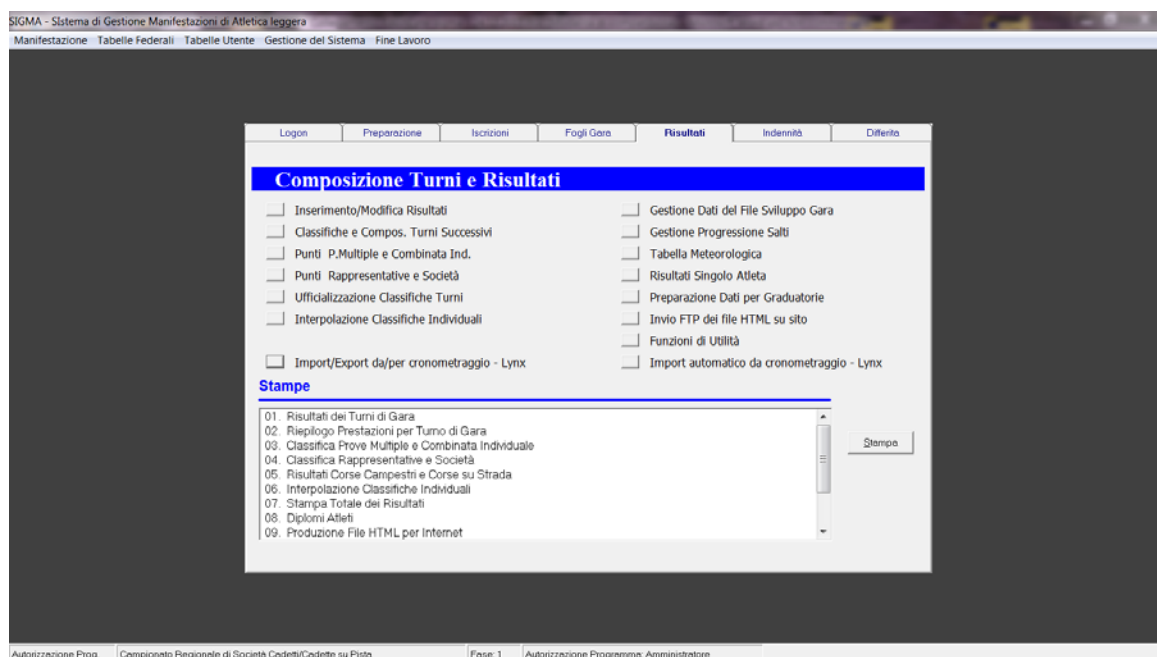 SIGMA - SIstema di Gestione Manifestazioni di Atletica leggera
Manifestazione Tabelle Federali Tabelle Utente Gestione del Sistema Fine Lavoro
Logon Preparazione Iscrizioni Fogli Gara Risultati Indennità Differita
Composizione Turni e Risultati
Inserimento/Modifica Risultati
Classifiche e Compos. Turni Successivi
Punti P.Multiple e Combinata Ind.
Punti Rappresentative e Società
Ufficializzazione Classifiche Turni
Interpolazione Classifiche Individuali
Import/Export da/per cronometraggio - Lynx
Gestione Dati del File Sviluppo Gara
Gestione Progressione Salti
Tabella Meteorologica
Risultati Singolo Atleta
Preparazione Dati per Graduatorie
Invio FTP dei file HTML su sito
Funzioni di Utilità
Import automatico da cronometraggio - Lynx
Stampe
01. Risultati dei Turni di Gara
02. Riepilogo Prestazioni per Turno di Gara
03. Classifica Prove Multiple e Combinata Individuale
04. Classifica Rappresentative e Società
05. Risultati Corse Campestri e Corse su Strada
06. Interpolazione Classifiche Individuali
07. Stampa Totale dei Risultati
08. Diplomi Atleti
09. Produzione File HTML per Internet
Stampa
Autorizzazione Prog. Campionato Regionale di Società Cadetti/Cadette su Pista Fase: 1 Autorizzazione Programma: Amministratore